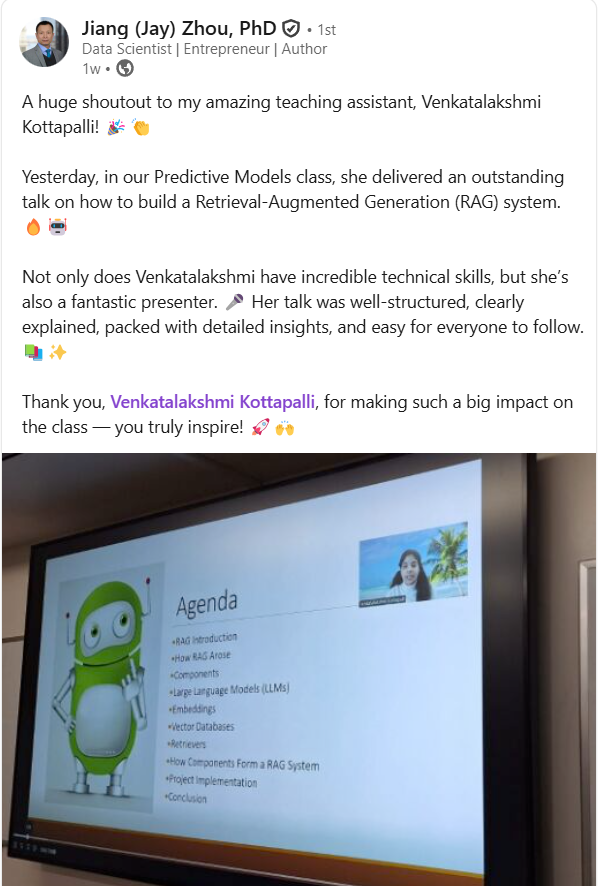 Jiang (Jay) Zhou, PhD • 1st
Data Scientist | Entrepreneur | Author
1w •
A huge shoutout to my amazing teaching assistant, Venkatalakshmi
Kottapalli! 🎉 👏
Yesterday, in our Predictive Models class, she delivered an outstanding
talk on how to build a Retrieval-Augmented Generation (RAG) system.
🔥 🤖
Not only does Venkatalakshmi have incredible technical skills, but she’s
also a fantastic presenter. 🎤 Her talk was well-structured, clearly
explained, packed with detailed insights, and easy for everyone to follow.
📚 ✨
Thank you, Venkatalakshmi Kottapalli, for making such a big impact on
the class — you truly inspire! 🚀 🙌
Agenda
•RAG Introduction
•How RAG Arose
•Components
•Large Language Models (LLMs)
•Embeddings
•Vector Databases
•Retrievers
•How Components Form a RAG System
•Project Implementation
•Conclusion